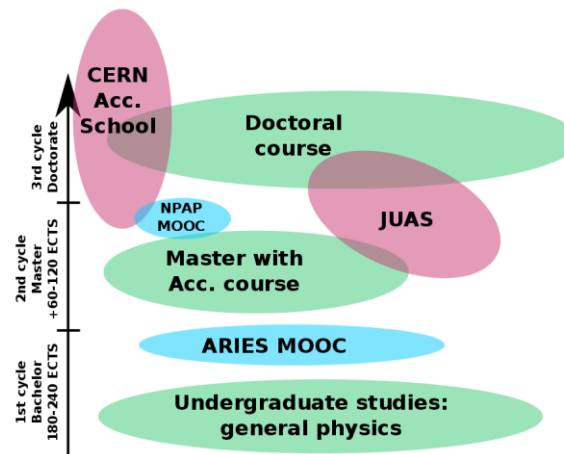 CERN
Acc.
School
Doctoral
course
NPAP
MOOC
JUAS
Master with
Acc. course
ARIES MOOC
Undergraduate studies:
general physics
3rd cycle
Doctorate
2nd cycle
Master
+60-120 ECTS
1st cycle
Bachelor
180-240 ECTS